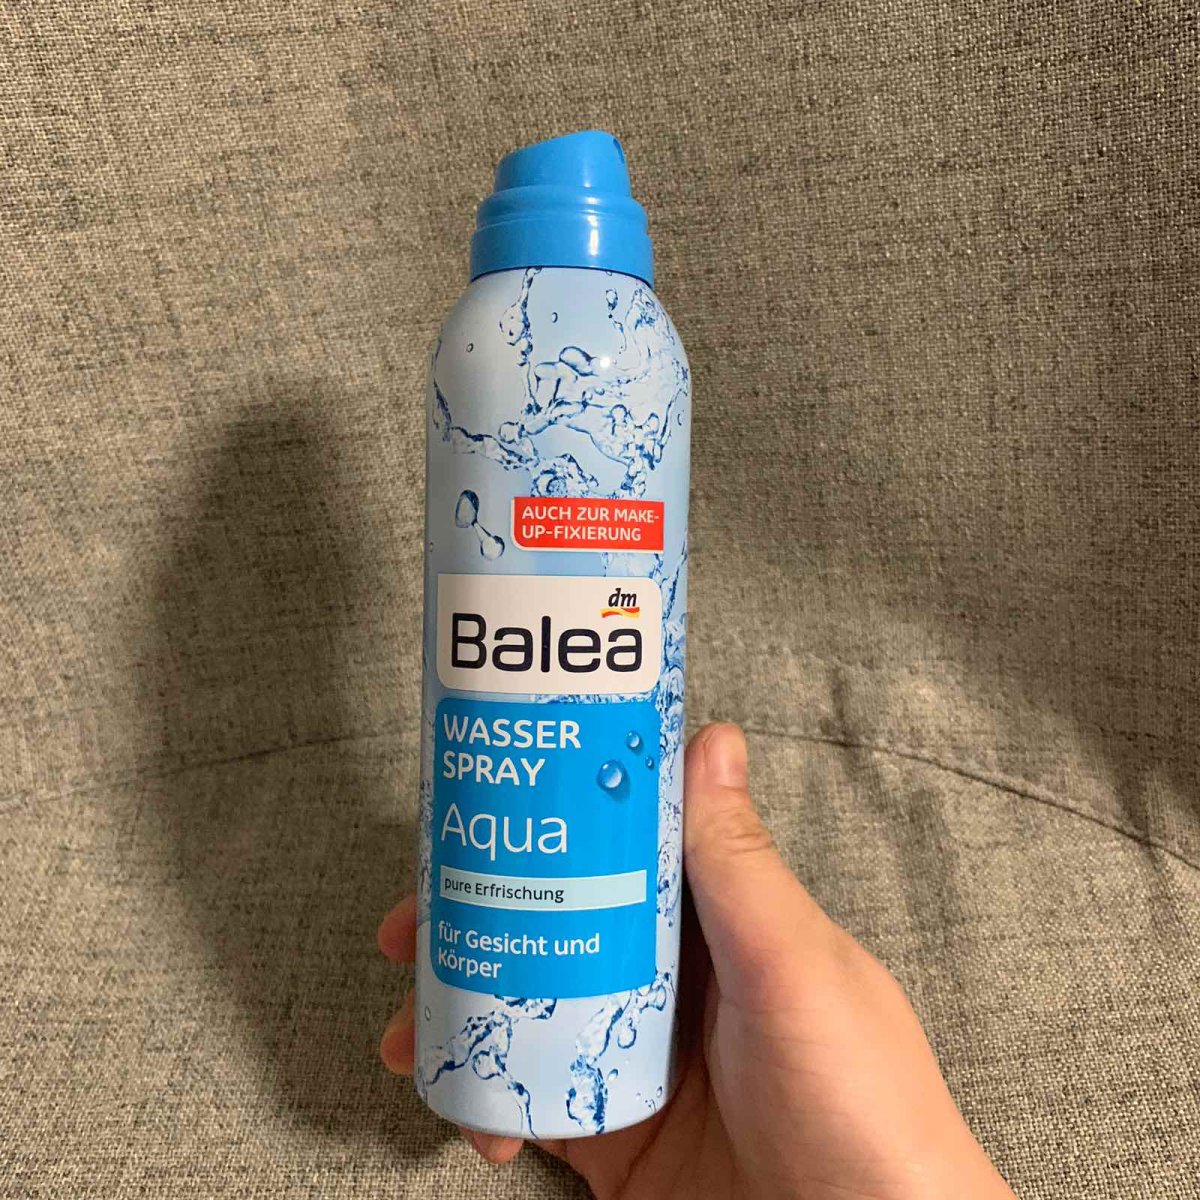 AUCH ZUR MAKE-
UP-FIXIERUNG
dm
Balea
WASSER
SPRAY
Aqua
pure Erfrischung
für Gesicht und
Körper